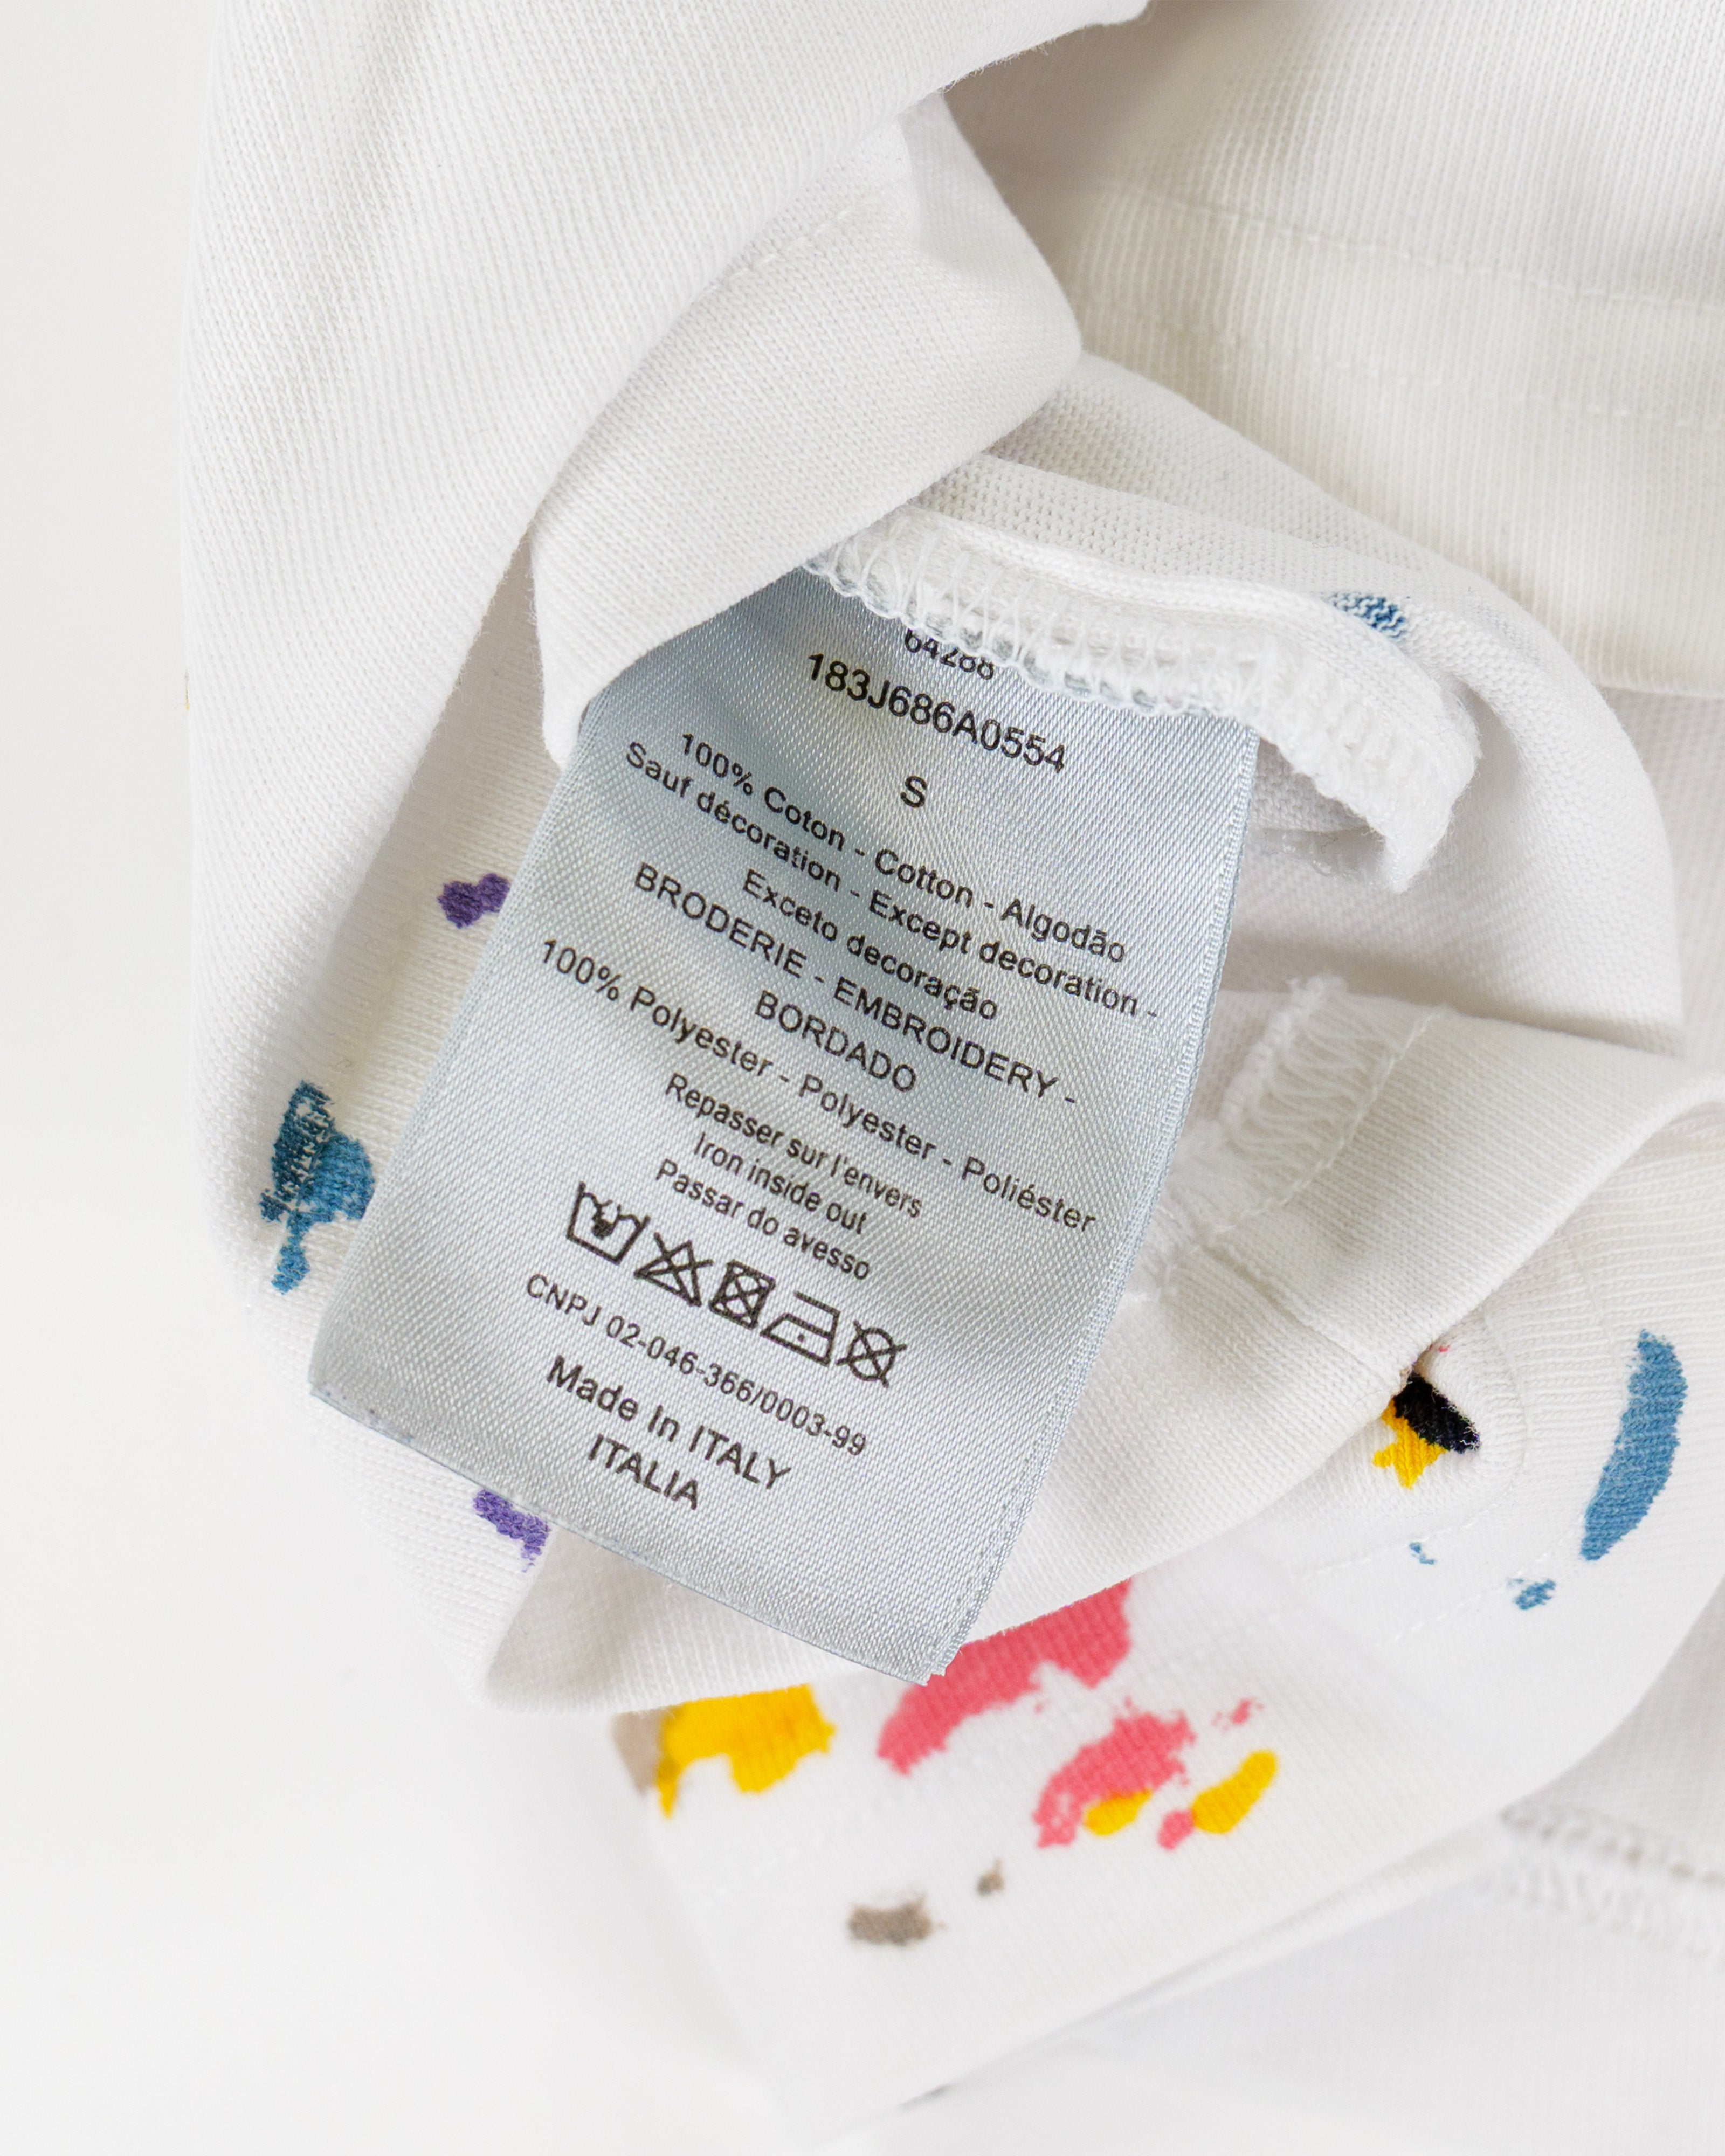 64288
183J686A0554
S
100% Coton - Cotton - Algodão
Sauf décoration - Except decoration -
Exceto decoração
BRODERIE - EMBROIDERY -
BORDADO
100% Polyester - Polyester - Poliéster
Repasser sur l'envers
Iron inside out
Passar do avesso
CNPJ 02-046-366/0003-99
Made In ITALY
ITALIA